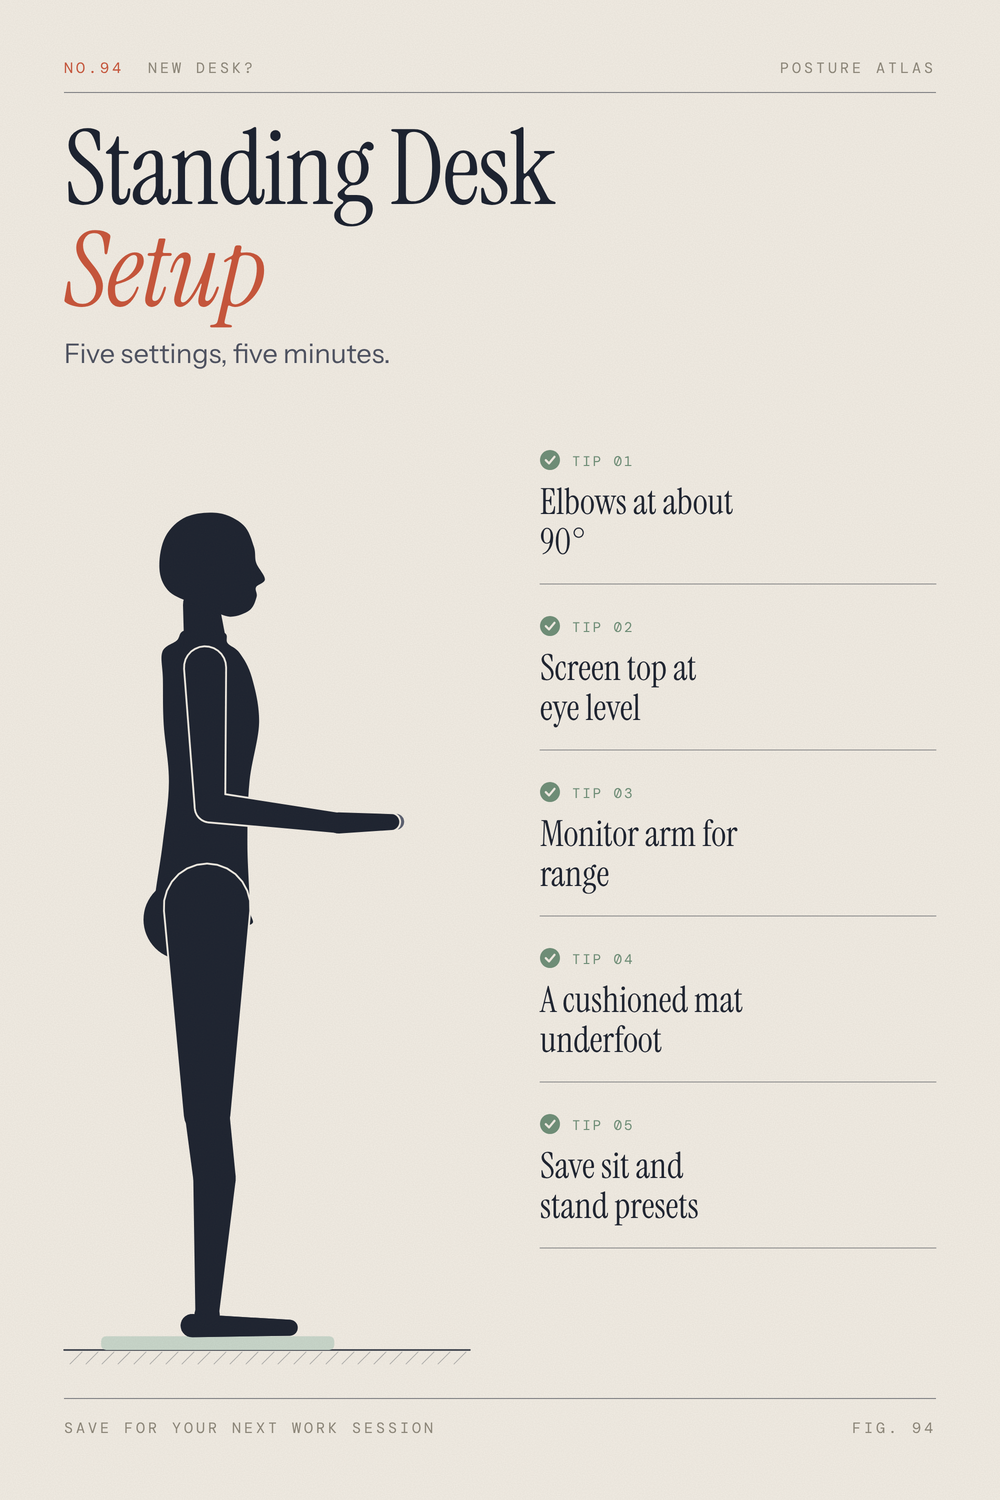 NO.94 NEW DESK?
POSTURE ATLAS
Standing Desk
Setup
Five settings, five minutes.
TIP 01
Elbows at about
90°
TIP 02
Screen top at
eye level
TIP 03
Monitor arm for
range
TIP 04
A cushioned mat
underfoot
TIP 05
Save sit and
stand presets
SAVE FOR YOUR NEXT WORK SESSION
FIG. 94